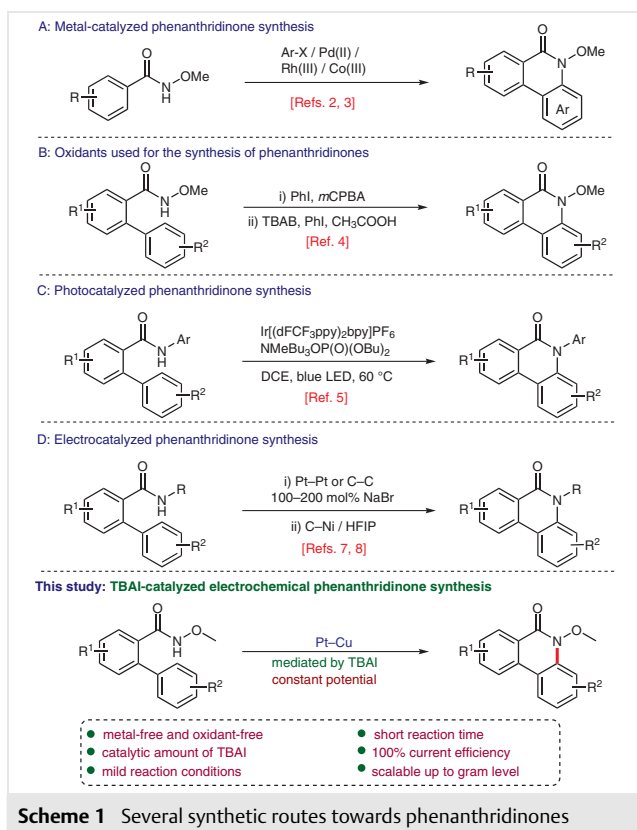 A: Metal-catalyzed phenanthridinone synthesis
O
N
H
OMe
R
Ar-X / Pd(II) /
Rh(III) / Co(III)
[Refs. 2, 3]
O
N
OMe
R
Ar
B: Oxidants used for the synthesis of phenanthridinones
O
N
H
OMe
R¹
R²
i) PhI, mCPBA
ii) TBAB, PhI, CH₃COOH
[Ref. 4]
O
N
OMe
R¹
R²
C: Photocatalyzed phenanthridinone synthesis
O
N
H
Ar
R¹
R²
Ir[(dFCF₃ppy)₂bpy]PF₆
NMeBu₃OP(O)(OBu)₂
DCE, blue LED, 60 °C
[Ref. 5]
O
N
Ar
R¹
R²
D: Electrocatalyzed phenanthridinone synthesis
O
N
H
R
R¹
R²
i) Pt–Pt or C–C
100–200 mol% NaBr
ii) C–Ni / HFIP
[Refs. 7, 8]
O
N
R
R¹
R²
This study: TBAI-catalyzed electrochemical phenanthridinone synthesis
O
N
H
O
R¹
R²
Pt–Cu
mediated by TBAI
constant potential
O
N
O
R¹
R²
● metal-free and oxidant-free
● catalytic amount of TBAI
● mild reaction conditions
● short reaction time
● 100% current efficiency
● scalable up to gram level
Scheme 1 Several synthetic routes towards phenanthridinones